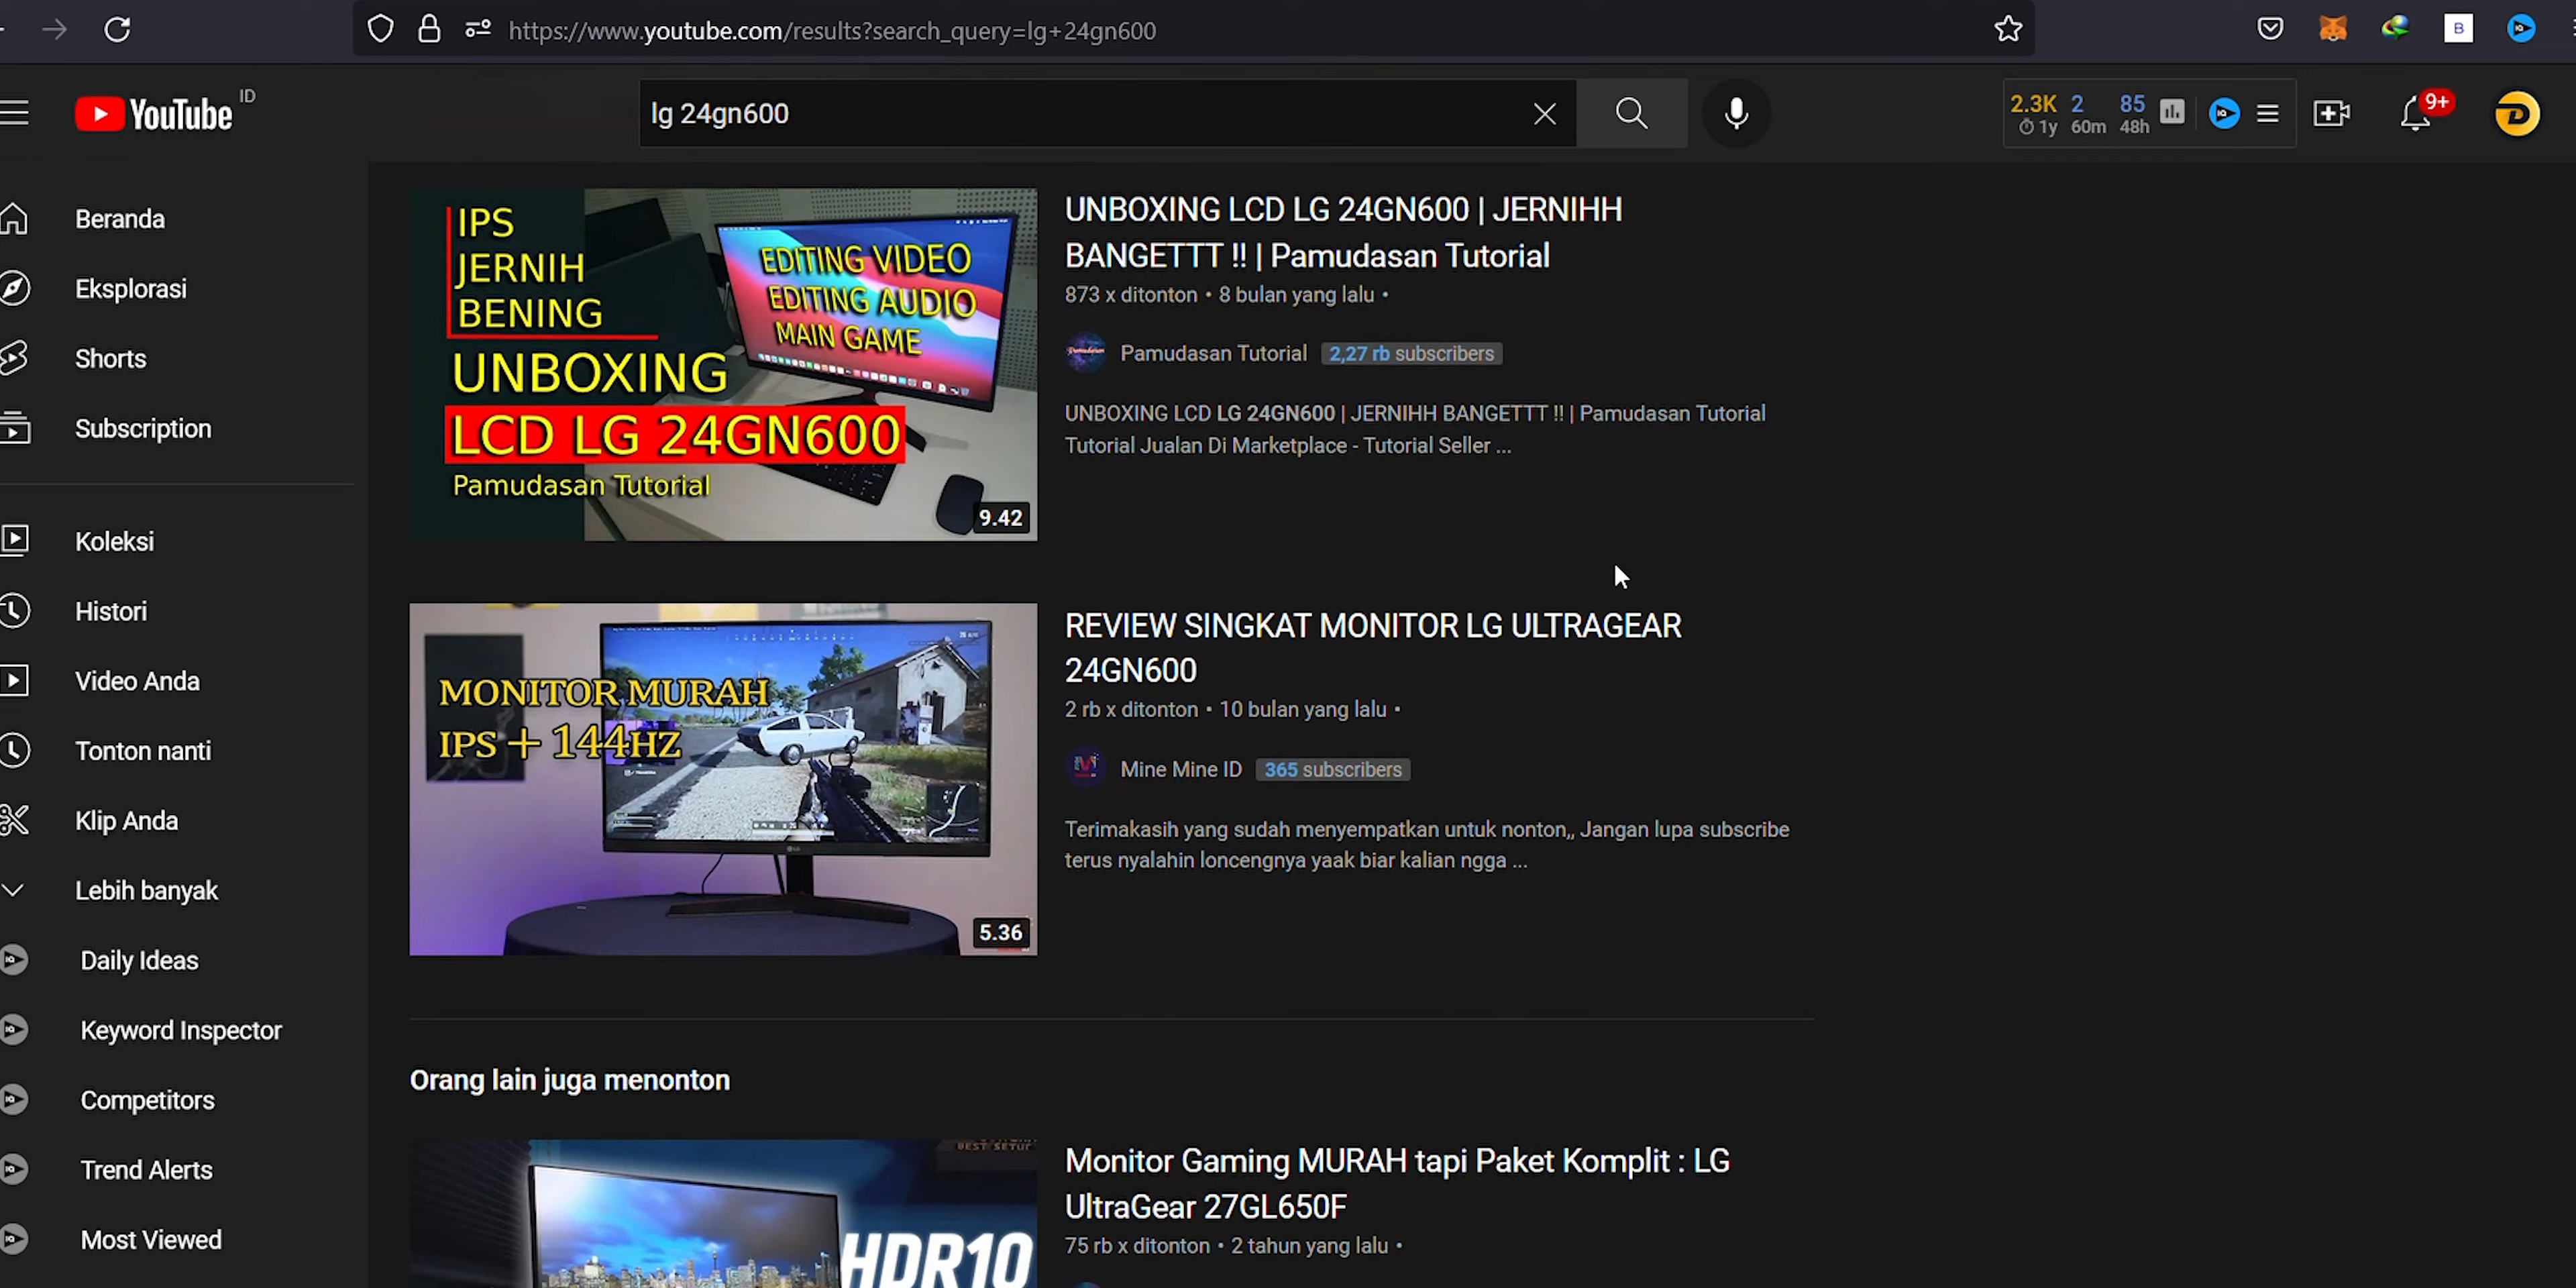 https://www.youtube.com/results?search_query=lg+24gn600
B
YouTube ID
lg 24gn600
2.3K 2 85
1y 60m 48h
9+
Beranda
Eksplorasi
Shorts
Subscription
Koleksi
Histori
Video Anda
Tonton nanti
Klip Anda
Lebih banyak
Daily Ideas
Keyword Inspector
Competitors
Trend Alerts
Most Viewed
IPS
JERNIH
BENING
UNBOXING
LCD LG 24GN600
Pamudasan Tutorial
EDITING VIDEO
EDITING AUDIO
MAIN GAME
9.42
UNBOXING LCD LG 24GN600 | JERNIHH
BANGETTT !! | Pamudasan Tutorial
873 x ditonton • 8 bulan yang lalu •
Pamudasan Tutorial 2,27 rb subscribers
UNBOXING LCD LG 24GN600 | JERNIHH BANGETTT !! | Pamudasan Tutorial
Tutorial Jualan Di Marketplace - Tutorial Seller ...
MONITOR MURAH
IPS + 144HZ
5.36
REVIEW SINGKAT MONITOR LG ULTRAGEAR
24GN600
2 rb x ditonton • 10 bulan yang lalu •
Mine Mine ID 365 subscribers
Terimakasih yang sudah menyempatkan untuk nonton,, Jangan lupa subscribe
terus nyalahin loncengnya yaak biar kalian ngga ...
Orang lain juga menonton
BEST SETUP
HDR10
Monitor Gaming MURAH tapi Paket Komplit : LG
UltraGear 27GL650F
75 rb x ditonton • 2 tahun yang lalu •